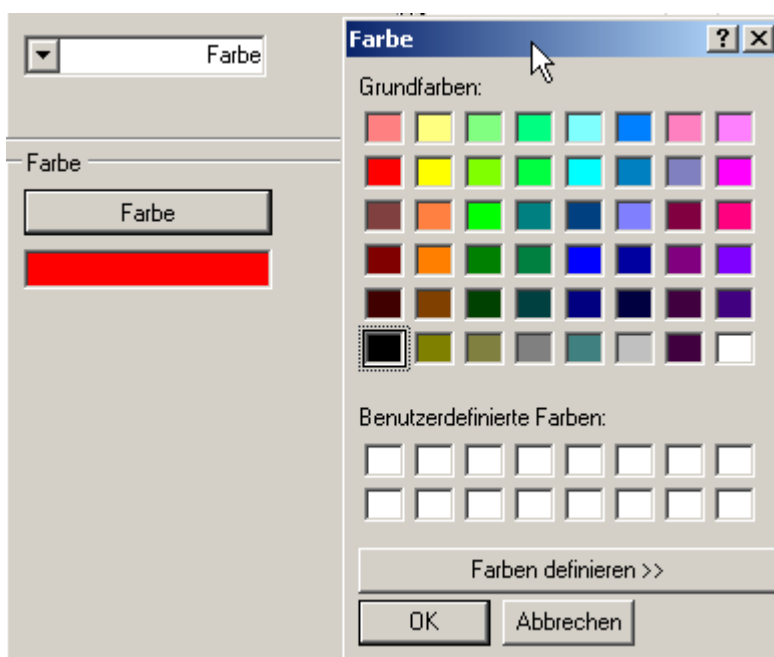 Farbe
Farbe
Farbe
Farbe
Grundfarben:
Benutzerdefinierte Farben:
Farben definieren >>
OK
Abbrechen